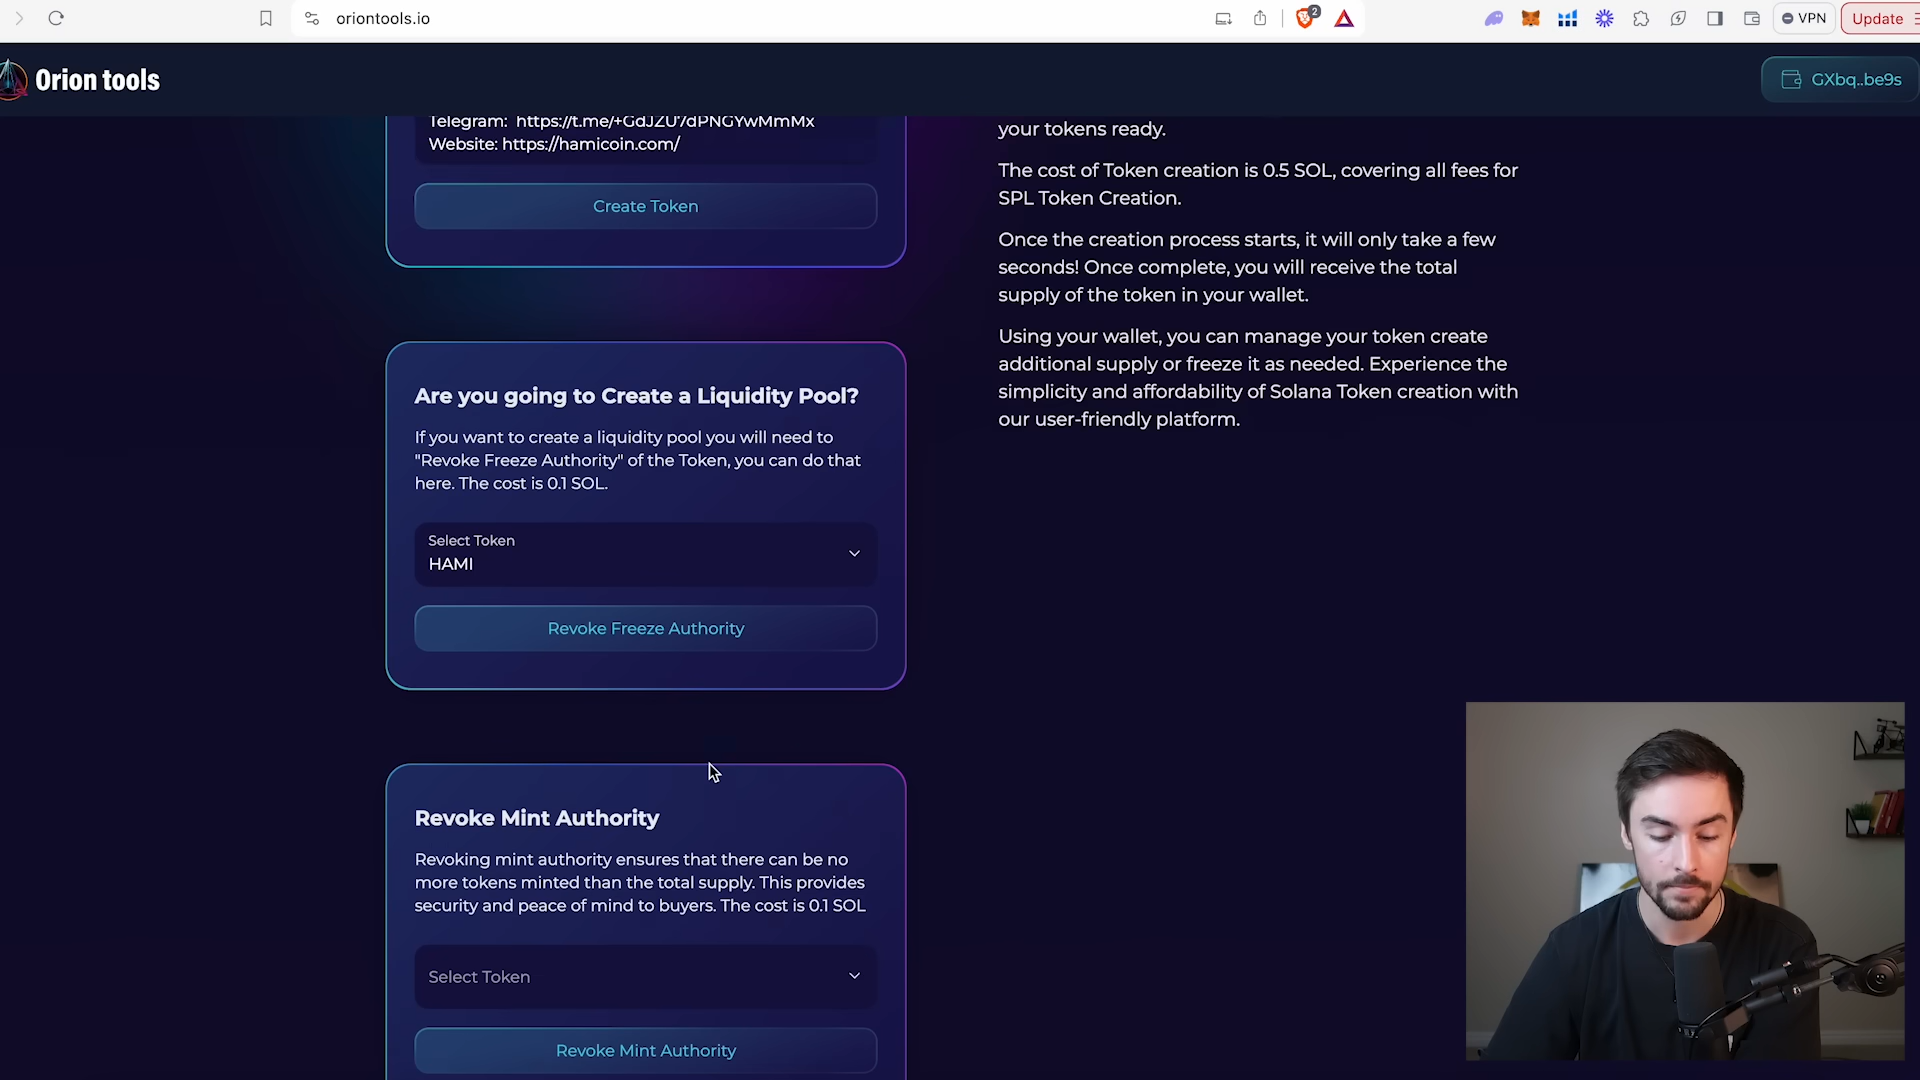 oriontools.io
2
VPN
Update
Orion tools
GXbq..be9s
Website: https://hamicoin.com/
Create Token
your tokens ready.
The cost of Token creation is 0.5 SOL, covering all fees for
SPL Token Creation.
Once the creation process starts, it will only take a few
seconds! Once complete, you will receive the total
supply of the token in your wallet.
Using your wallet, you can manage your token create
additional supply or freeze it as needed. Experience the
simplicity and affordability of Solana Token creation with
our user-friendly platform.
Are you going to Create a Liquidity Pool?
If you want to create a liquidity pool you will need to
"Revoke Freeze Authority" of the Token, you can do that
here. The cost is 0.1 SOL.
Select Token
HAMI
Revoke Freeze Authority
Revoke Mint Authority
Revoking mint authority ensures that there can be no
more tokens minted than the total supply. This provides
security and peace of mind to buyers. The cost is 0.1 SOL
Select Token
Revoke Mint Authority